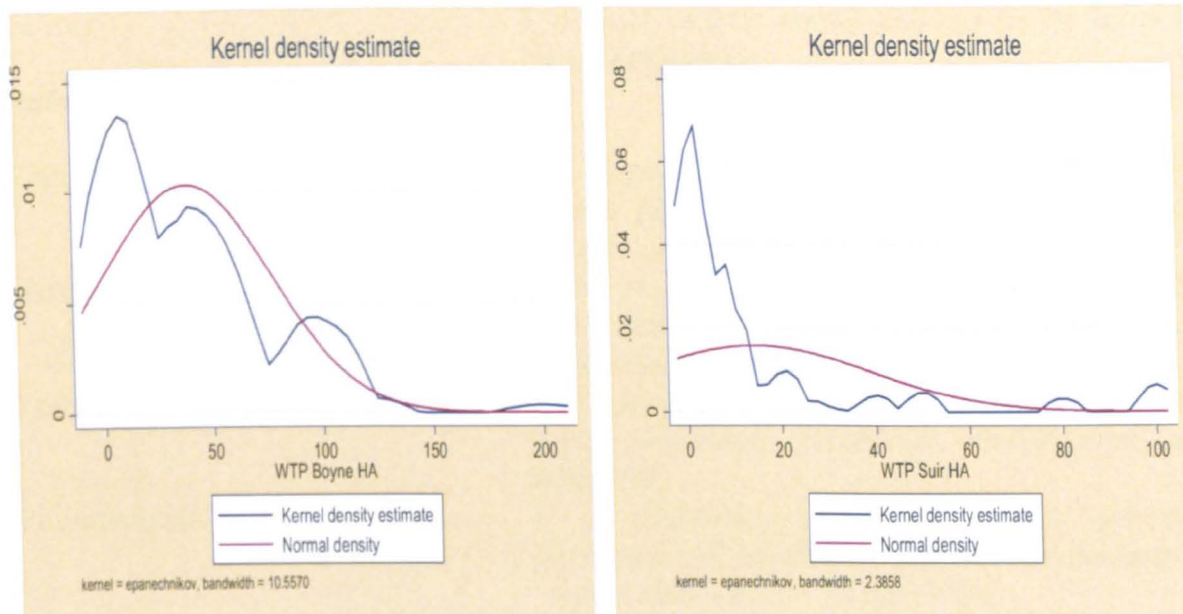 Kernel density estimate
.015
.01
.005
0
0 50 100 150 200
WTP Boyne HA
Kernel density estimate
Normal density
kernel = epanechnikov, bandwidth = 10.5570
Kernel density estimate
.08
.06
.04
.02
0
0 20 40 60 80 100
WTP Suir HA
Kernel density estimate
Normal density
kernel = epanechnikov, bandwidth = 2.3858